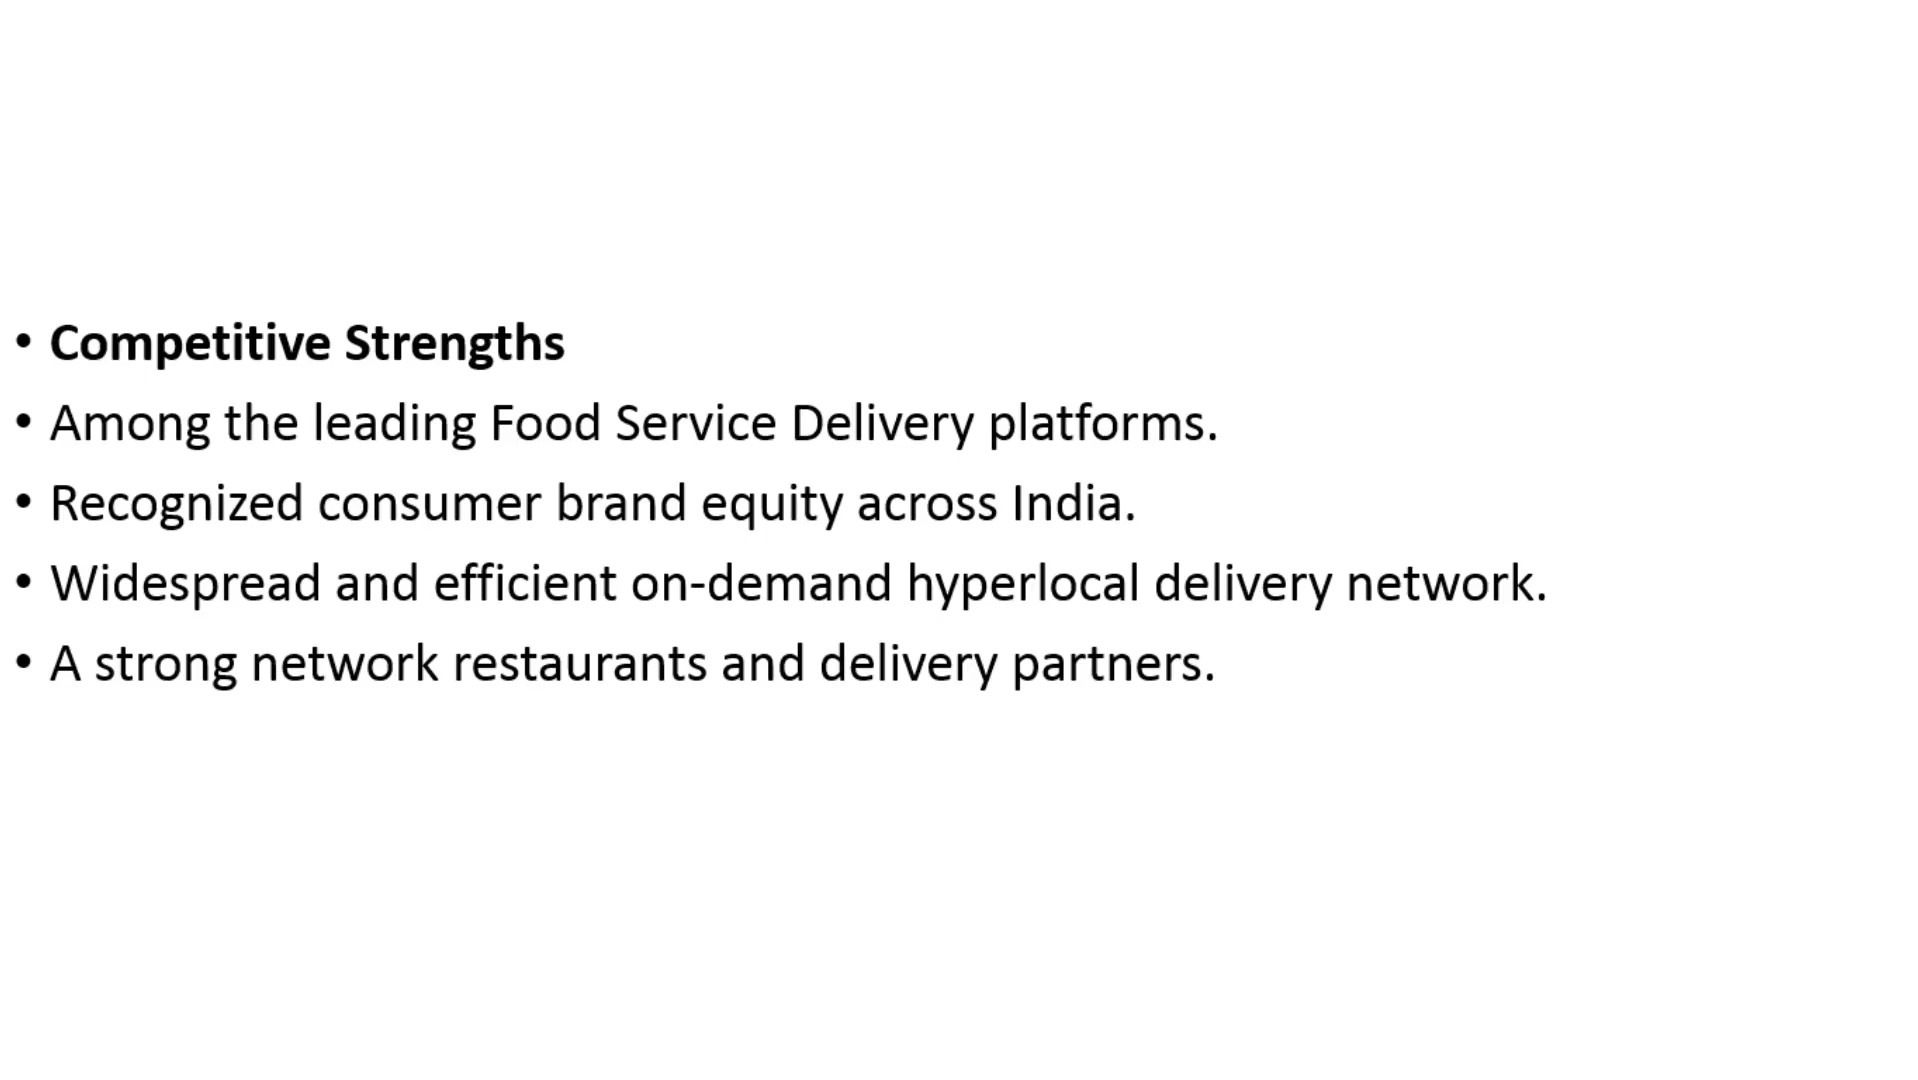 • Competitive Strengths
• Among the leading Food Service Delivery platforms.
• Recognized consumer brand equity across India.
• Widespread and efficient on-demand hyperlocal delivery network.
• A strong network restaurants and delivery partners.